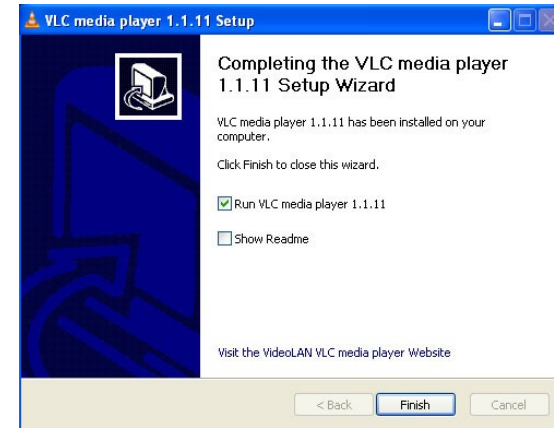 VLC media player 1.1.11 Setup
Completing the VLC media player
1.1.11 Setup Wizard
VLC media player 1.1.11 has been installed on your
computer.
Click Finish to close this wizard.
Run VLC media player 1.1.11
Show Readme
Visit the VideoLAN VLC media player Website
< Back
Finish
Cancel